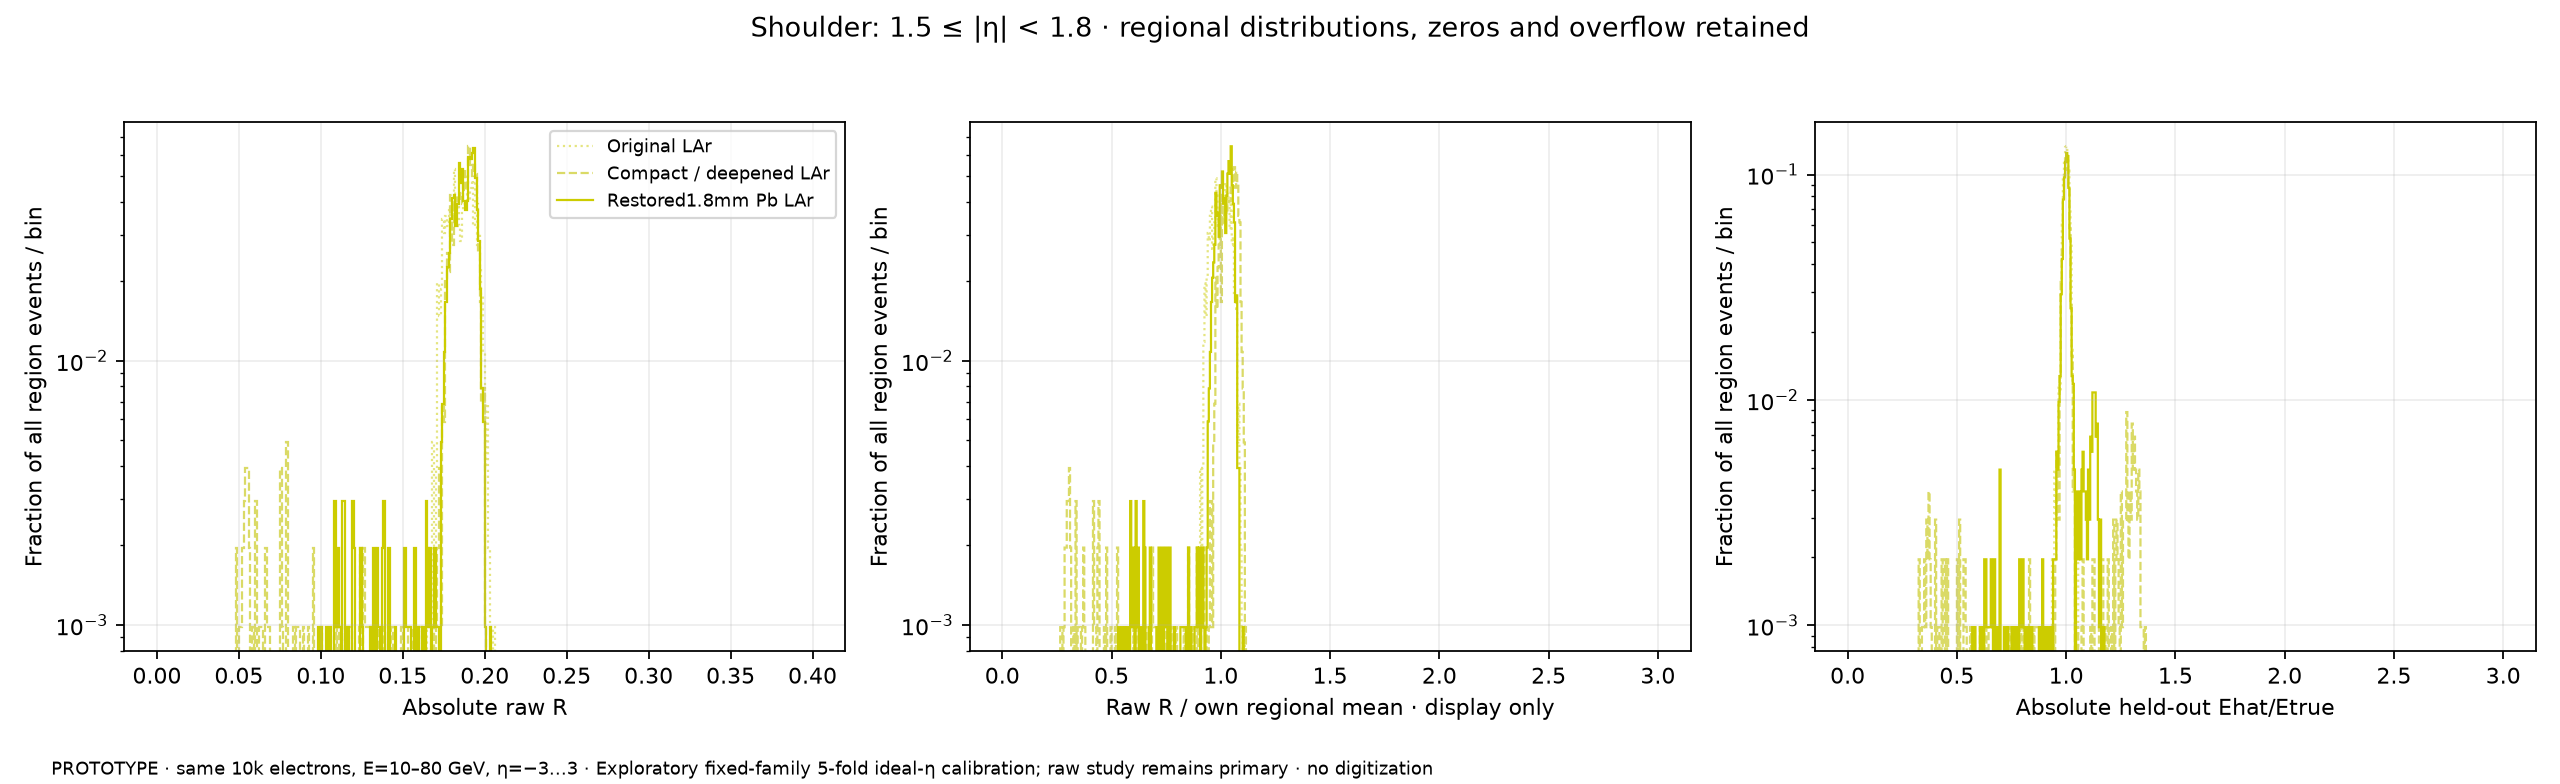 Shoulder: 1.5 ≤ |η| < 1.8 · regional distributions, zeros and overflow retained
Fraction of all region events / bin
10⁻²
10⁻³
Original LAr
Compact / deepened LAr
Restored1.8mm Pb LAr
0.00 0.05 0.10 0.15 0.20 0.25 0.30 0.35 0.40
Absolute raw R
Fraction of all region events / bin
10⁻²
10⁻³
0.0 0.5 1.0 1.5 2.0 2.5 3.0
Raw R / own regional mean · display only
Fraction of all region events / bin
10⁻¹
10⁻²
10⁻³
0.0 0.5 1.0 1.5 2.0 2.5 3.0
Absolute held-out Ehat/Etrue
PROTOTYPE · same 10k electrons, E=10–80 GeV, η=−3…3 · Exploratory fixed-family 5-fold ideal-η calibration; raw study remains primary · no digitization